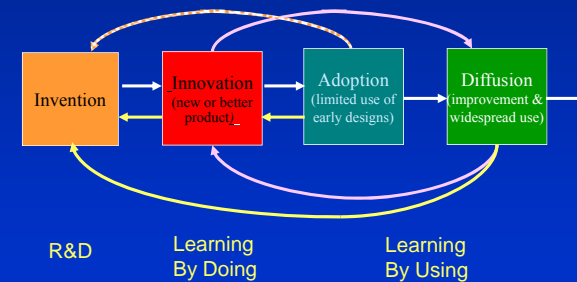 Invention
Innovation
(new or better
product)
Adoption
(limited use of
early designs)
Diffusion
(improvement &
widespread use)
R&D
Learning
By Doing
Learning
By Using